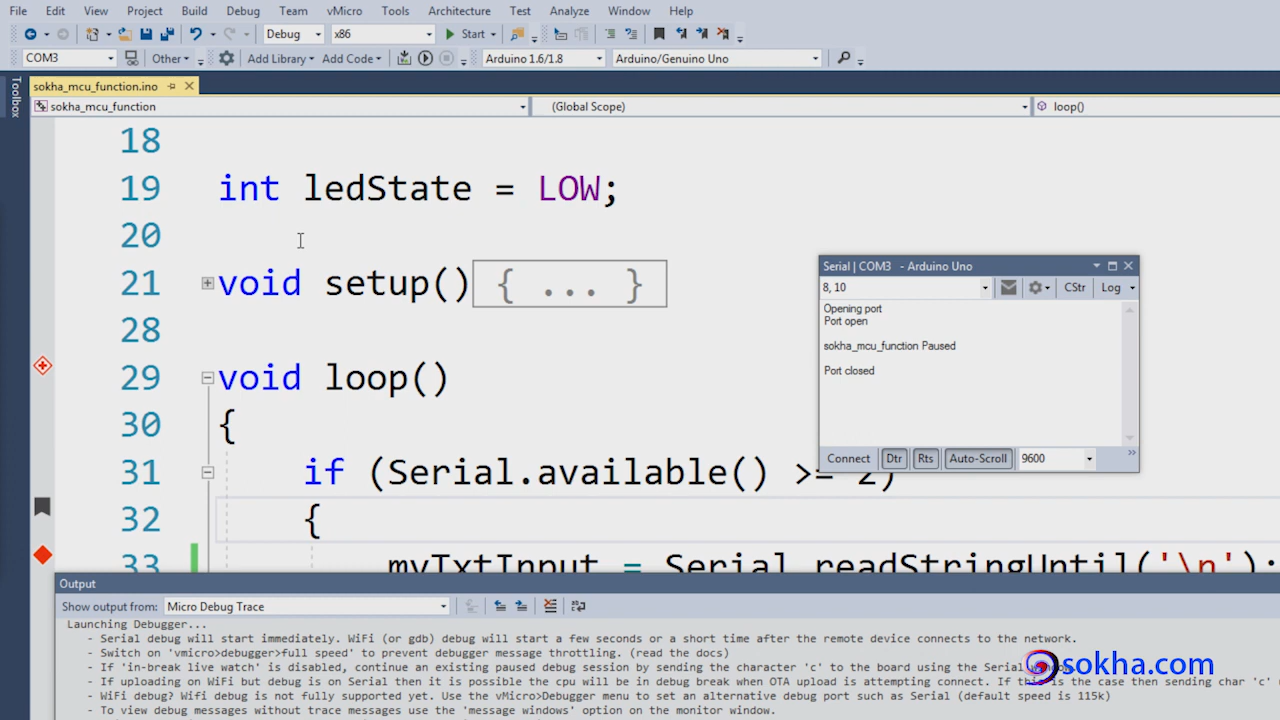 File Edit View Project Build Debug Team vMicro Tools Architecture Test Analyze Window Help
Debug x86 Start
COM3 Other Add Library Add Code Arduino 1.6/1.8 Arduino/Genuino Uno
Toolbox
sokha_mcu_function.ino
sokha_mcu_function (Global Scope) loop()
18
19 int ledState = LOW;
20
21 void setup() { ... }
28
29 void loop()
30 {
31 if (Serial.available() >= 2)
32 {
33 myTxtInput = Serial.readStringUntil('\n');
Serial | COM3 - Arduino Uno
8, 10 CStr Log
Opening port
Port open
sokha_mcu_function Paused
Port closed
Connect Dtr Rts Auto-Scroll 9600
Output
Show output from: Micro Debug Trace
Launching Debugger...
- Serial debug will start immediately. WiFi (or gdb) debug will start a few seconds or a short time after the remote device connects to the network.
- Switch on 'vmicro>debugger>full speed' to prevent debugger message throttling. (read the docs)
- If 'in-break live watch' is disabled, continue an existing paused debug session by sending the character 'c' to the board using the Serial
- If uploading on WiFi but debug is Serial then it is possible the cpu will be in debug break when OTA upload is attempting connect. If this is the case then sending char 'c'
- WiFi debug? Wifi debug is not fully released yet. Use the vMicro>Debugger menu to set an alternative debug port such as Serial (default speed is 115k)
- To view debug messages without trace messages use the 'message windows' option on the monitor window.
sokha.com